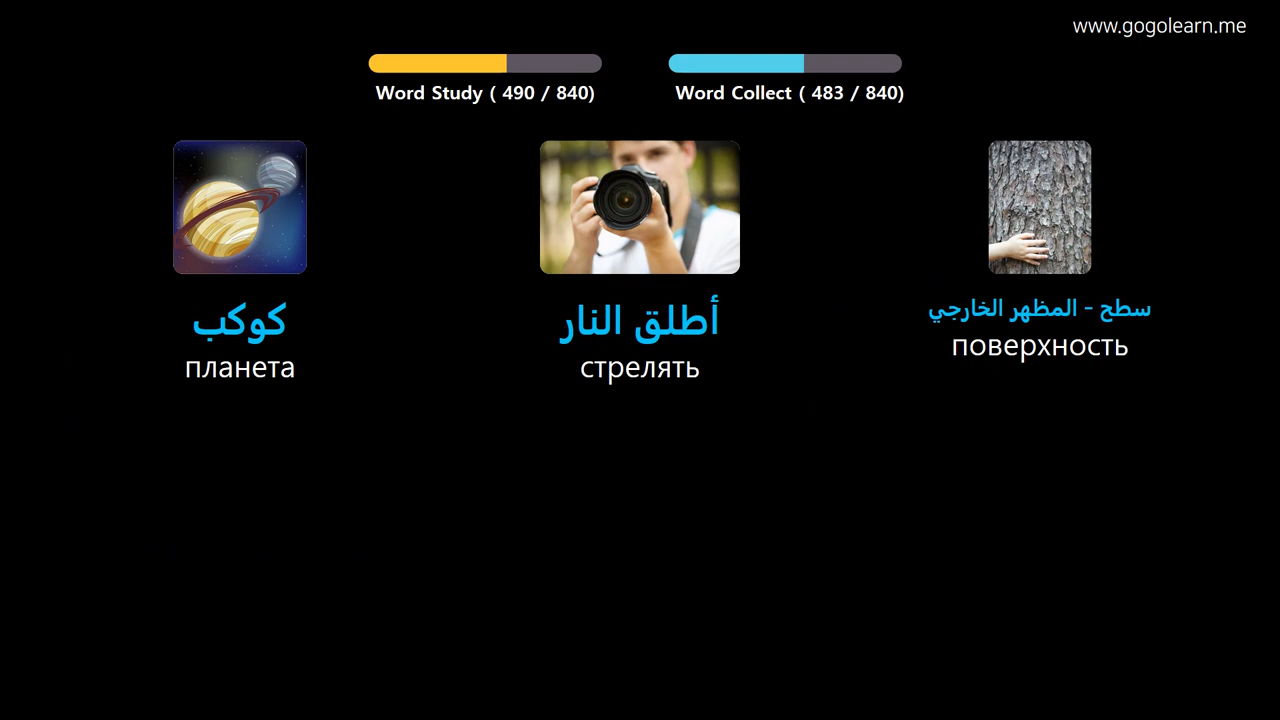 www.gogolearn.me
Word Study ( 490 / 840)
Word Collect ( 483 / 840)
كوكب
планета
أطلق النار
стрелять
سطح - المظهر الخارجي
поверхность